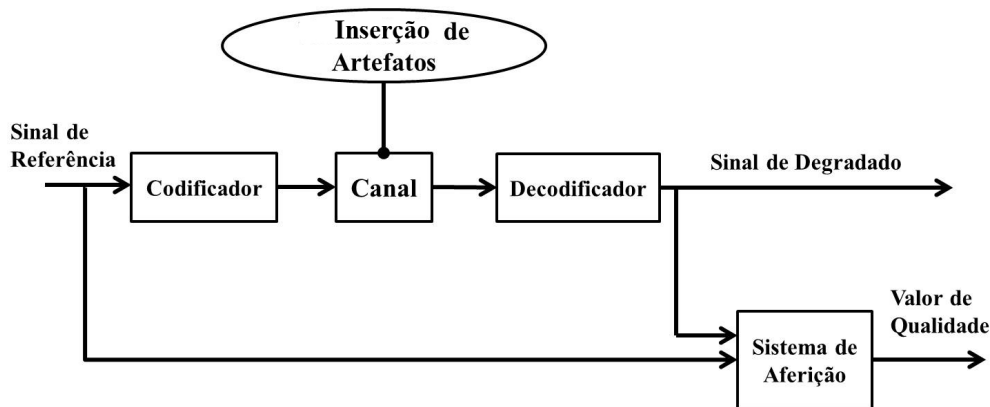 Inserção de
Artefatos
Sinal de
Referência
Codificador
Canal
Decodificador
Sinal de Degradado
Valor de
Qualidade
Sistema de
Aferição